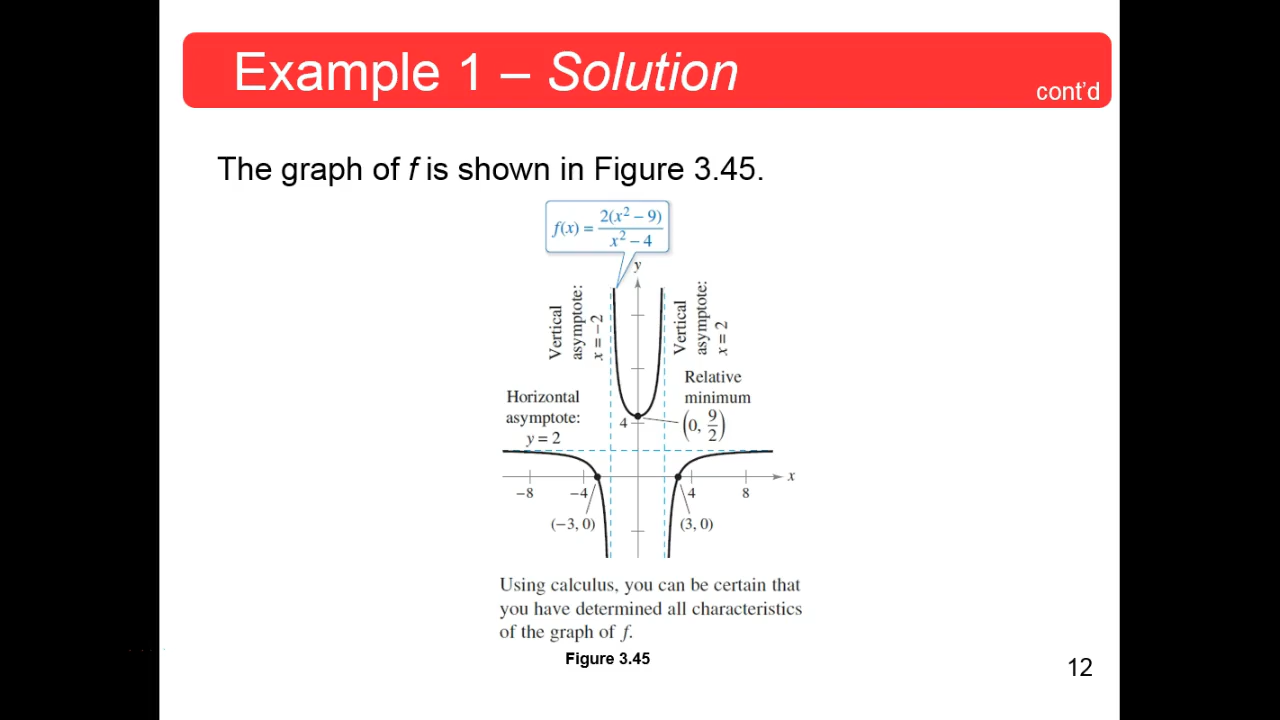 Example 1 – Solution
cont'd
The graph of f is shown in Figure 3.45.
f(x) = 2(x² – 9)
x² – 4
y
Vertical
asymptote:
x = –2
Vertical
asymptote:
x = 2
Relative
minimum
(0, 9/2)
Horizontal
asymptote:
y = 2
4
x
–8
–4
4
8
(–3, 0)
(3, 0)
Using calculus, you can be certain that
you have determined all characteristics
of the graph of f.
Figure 3.45
12